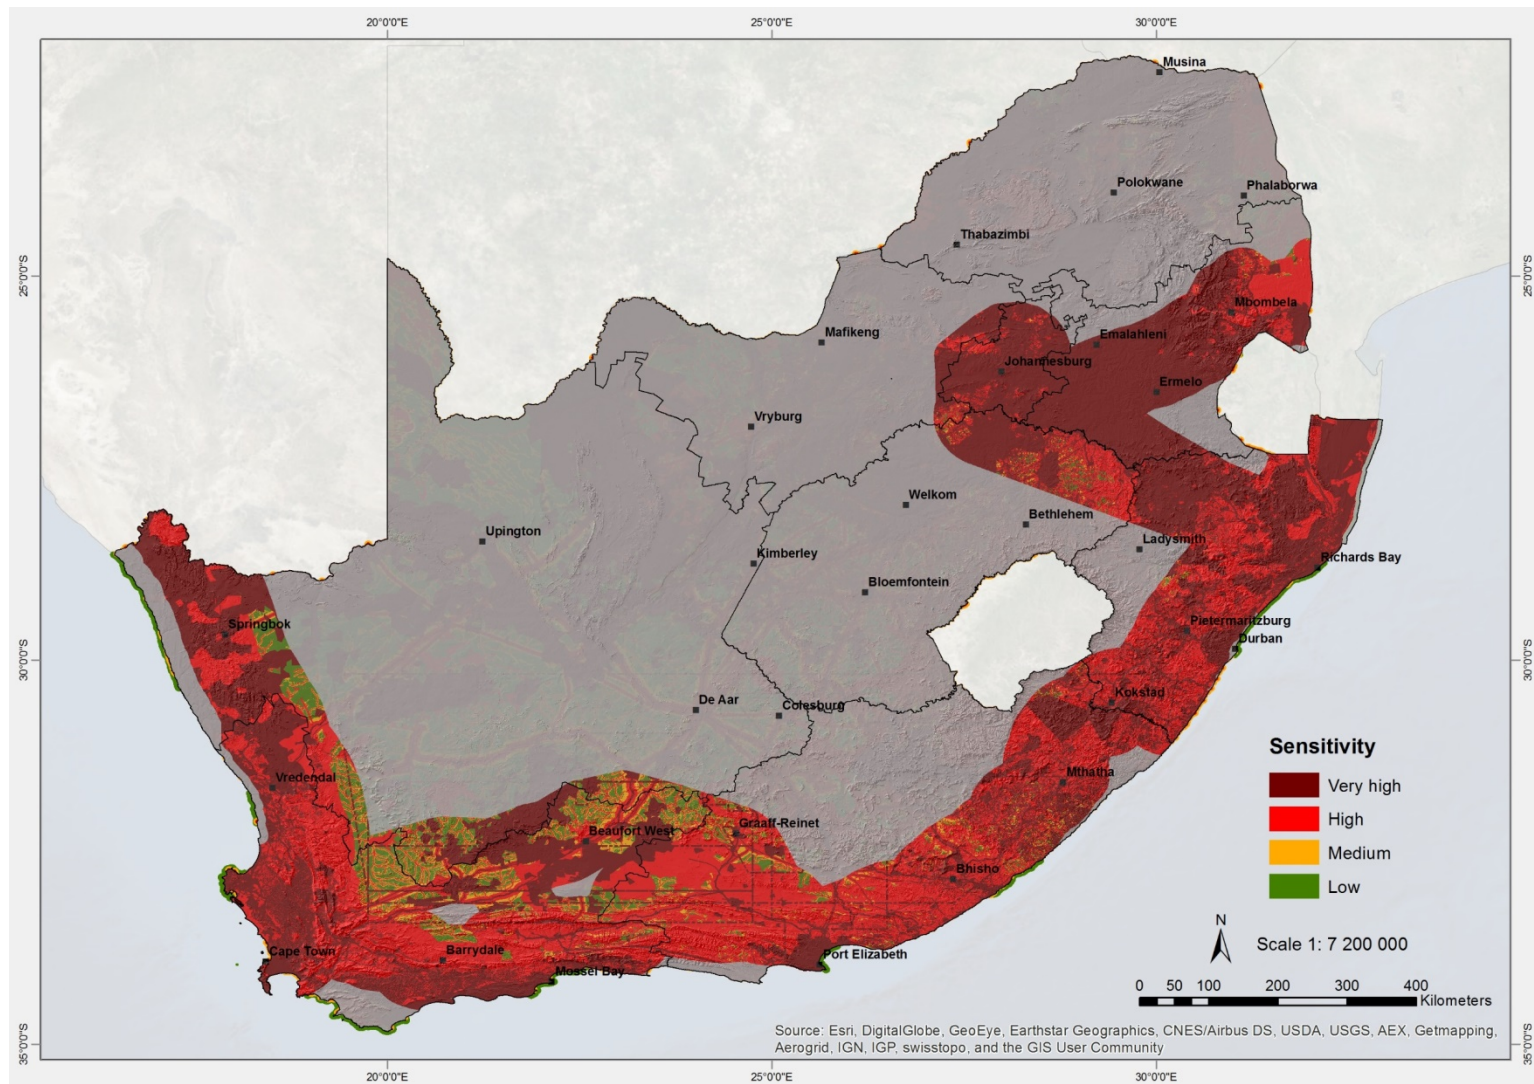 20°0'0"E
25°0'0"E
30°0'0"E
Musina
Polokwane
Phalaborwa
Thabazimbi
25°0'0"S
25°0'0"S
Mbombela
Mafikeng
Emalahleni
Johannesburg
Ermelo
Vryburg
Welkom
Bethlehem
Upington
Ladysmith
Kimberley
Richards Bay
Bloemfontein
Springbok
Pietermaritzburg
Durban
30°0'0"S
30°0'0"S
De Aar
Colesburg
Kokstad
Sensitivity
Vredendal
Mthatha
Very high
High
Beaufort West
Graaff-Reinet
Medium
Bhisho
Low
N
Scale 1: 7 200 000
Cape Town
Barrydale
Port Elizabeth
Mossel Bay
0 50 100 200 300 400
Kilometers
Source: Esri, DigitalGlobe, GeoEye, Earthstar Geographics, CNES/Airbus DS, USDA, USGS, AEX, Getmapping,
Aerogrid, IGN, IGP, swisstopo, and the GIS User Community
35°0'0"S
35°0'0"S
20°0'0"E
25°0'0"E
30°0'0"E